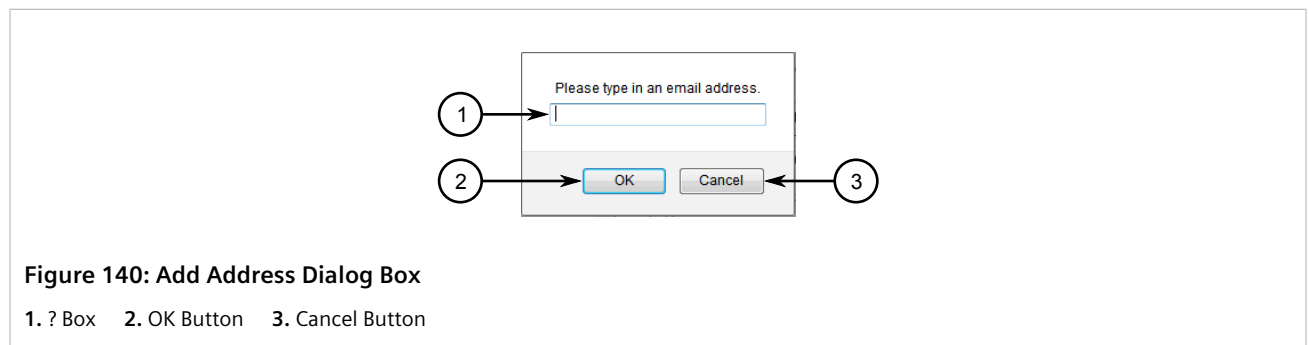 Please type in an email address.
1
2
OK
Cancel
3
Figure 140: Add Address Dialog Box
1. ? Box 2. OK Button 3. Cancel Button